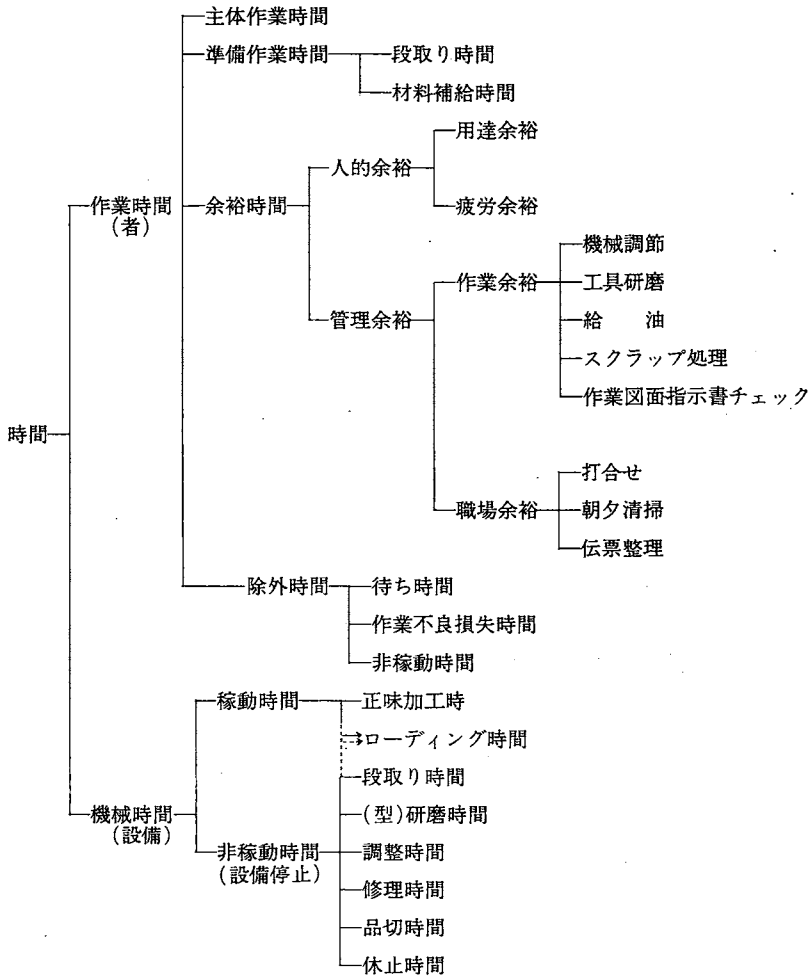 主体作業時間
準備作業時間
段取り時間
材料補給時間
用達余裕
人的余裕
作業時間
(者)
余裕時間
疲労余裕
機械調節
作業余裕
工具研磨
管理余裕
給　油
スクラップ処理
作業図面指示書チェック
時間
打合せ
職場余裕
朝夕清掃
伝票整理
除外時間
待ち時間
作業不良損失時間
非稼動時間
稼動時間
正味加工時
ローディング時間
段取り時間
機械時間
(設備)
(型)研磨時間
非稼動時間
(設備停止)
調整時間
修理時間
品切時間
休止時間